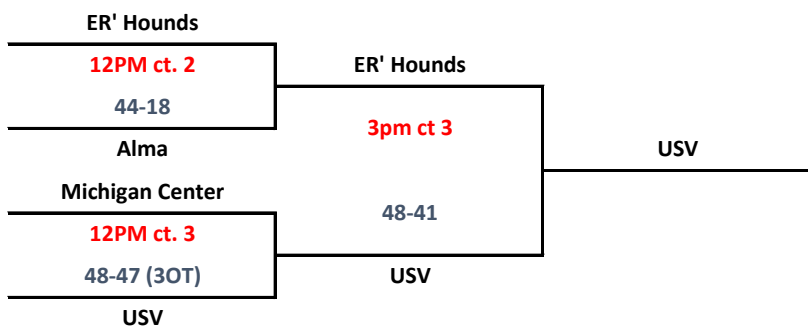 ER' Hounds
12PM ct. 2
44-18
Alma
Michigan Center
12PM ct. 3
48-47 (3OT)
USV
ER' Hounds
3pm ct 3
48-41
USV
USV